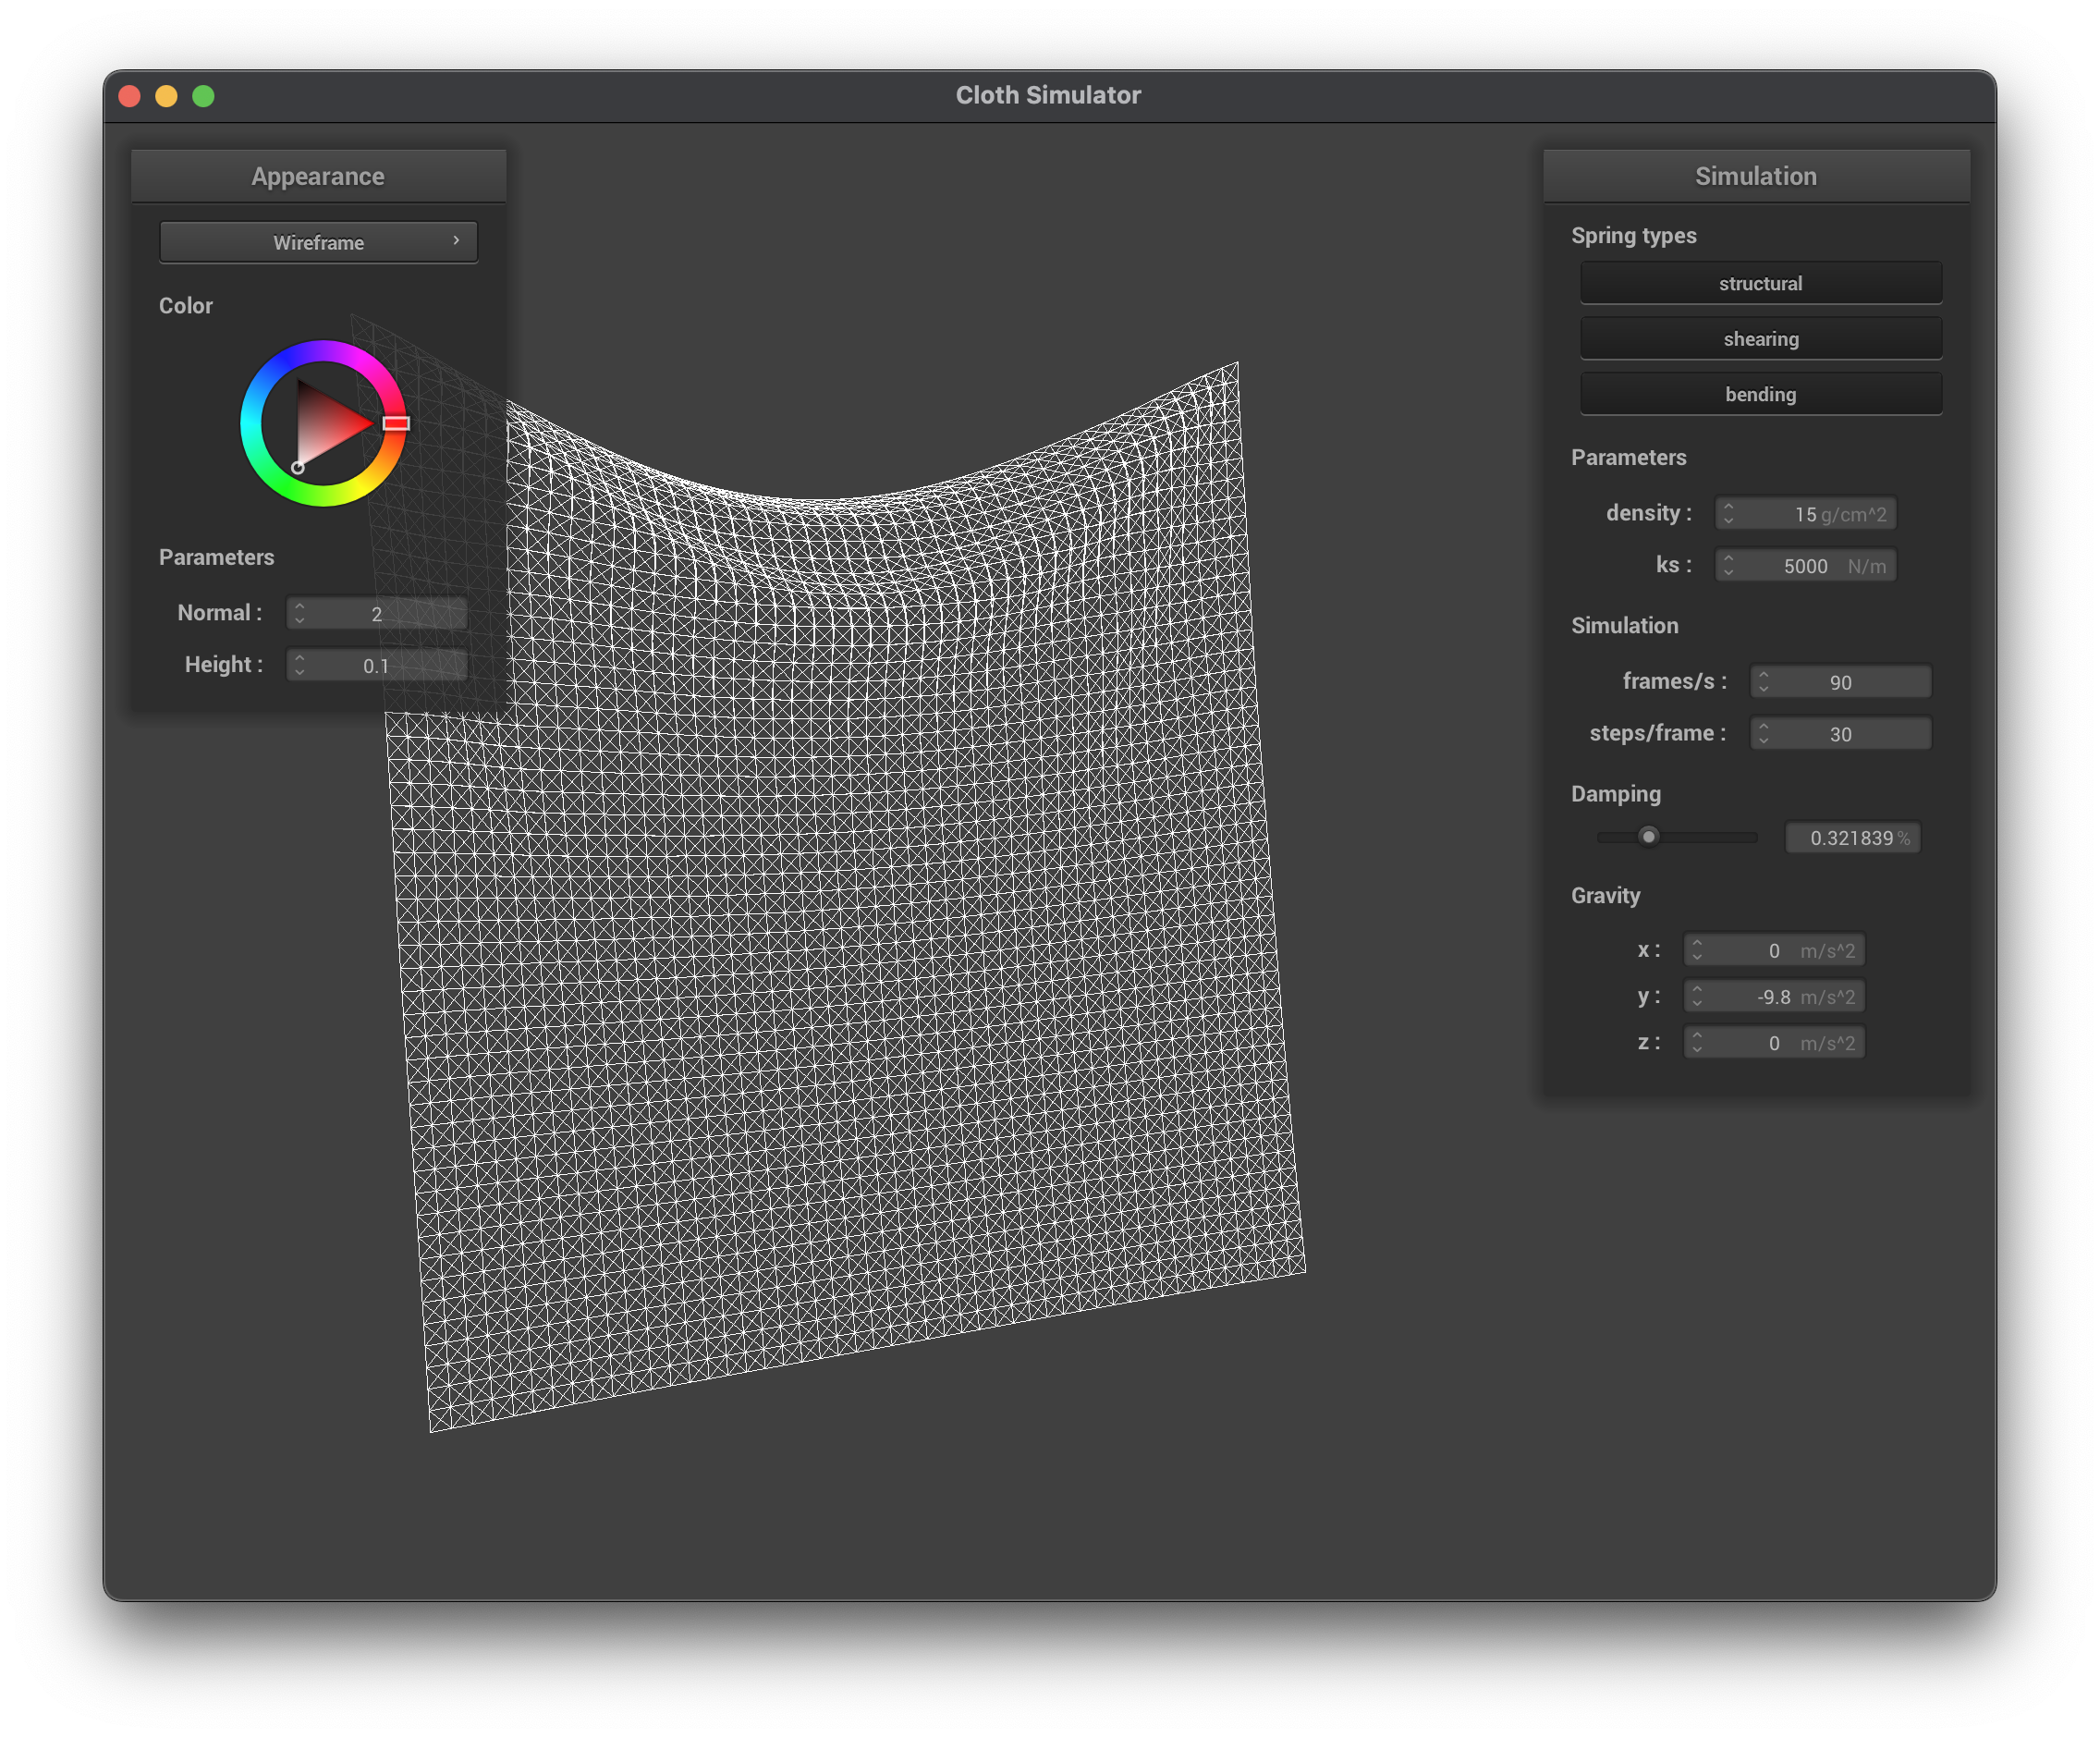 Cloth Simulator
Appearance
Wireframe
Color
Parameters
Normal : 2
Height : 0.1
Simulation
Spring types
structural
shearing
bending
Parameters
density : 15 g/cm^2
ks : 5000 N/m
Simulation
frames/s : 90
steps/frame : 30
Damping
0.321839 %
Gravity
x : 0 m/s^2
y : -9.8 m/s^2
z : 0 m/s^2